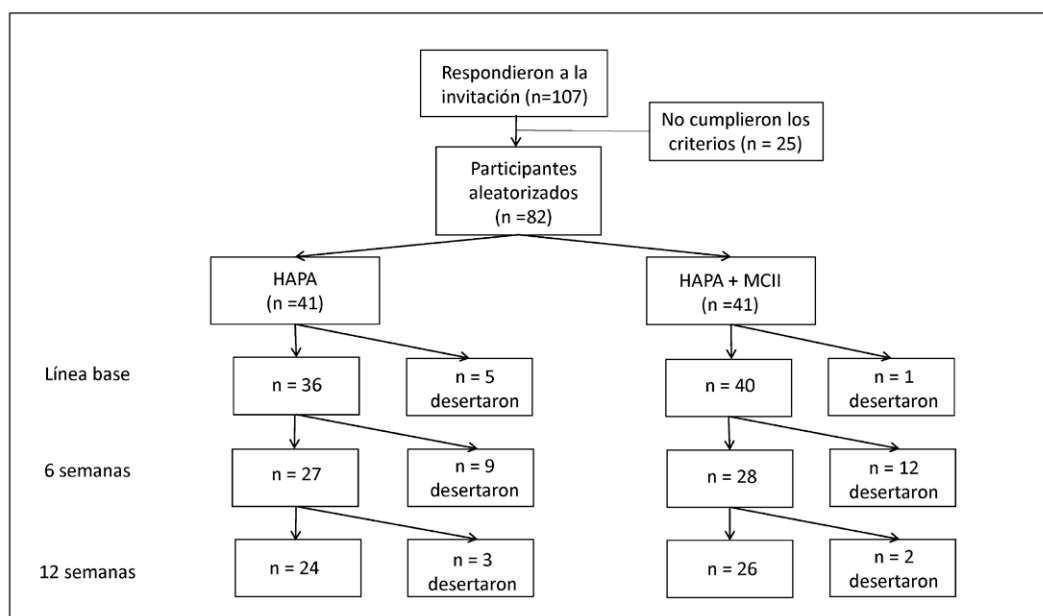 Respondieron a la
invitación (n=107)
No cumplieron los
criterios (n = 25)
Participantes
aleatorizados
(n =82)
HAPA
(n =41)
HAPA + MCII
(n =41)
Línea base
n = 36
n = 5
desertaron
n = 40
n = 1
desertaron
6 semanas
n = 27
n = 9
desertaron
n = 28
n = 12
desertaron
12 semanas
n = 24
n = 3
desertaron
n = 26
n = 2
desertaron